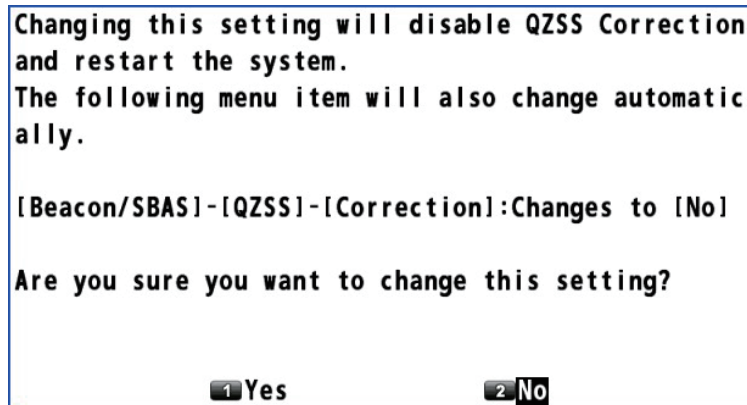 Changing this setting will disable QZSS Correction
and restart the system.
The following menu item will also change automatic
ally.
[Beacon/SBAS]-[QZSS]-[Correction]:Changes to [No]
Are you sure you want to change this setting?
1 Yes 2 No